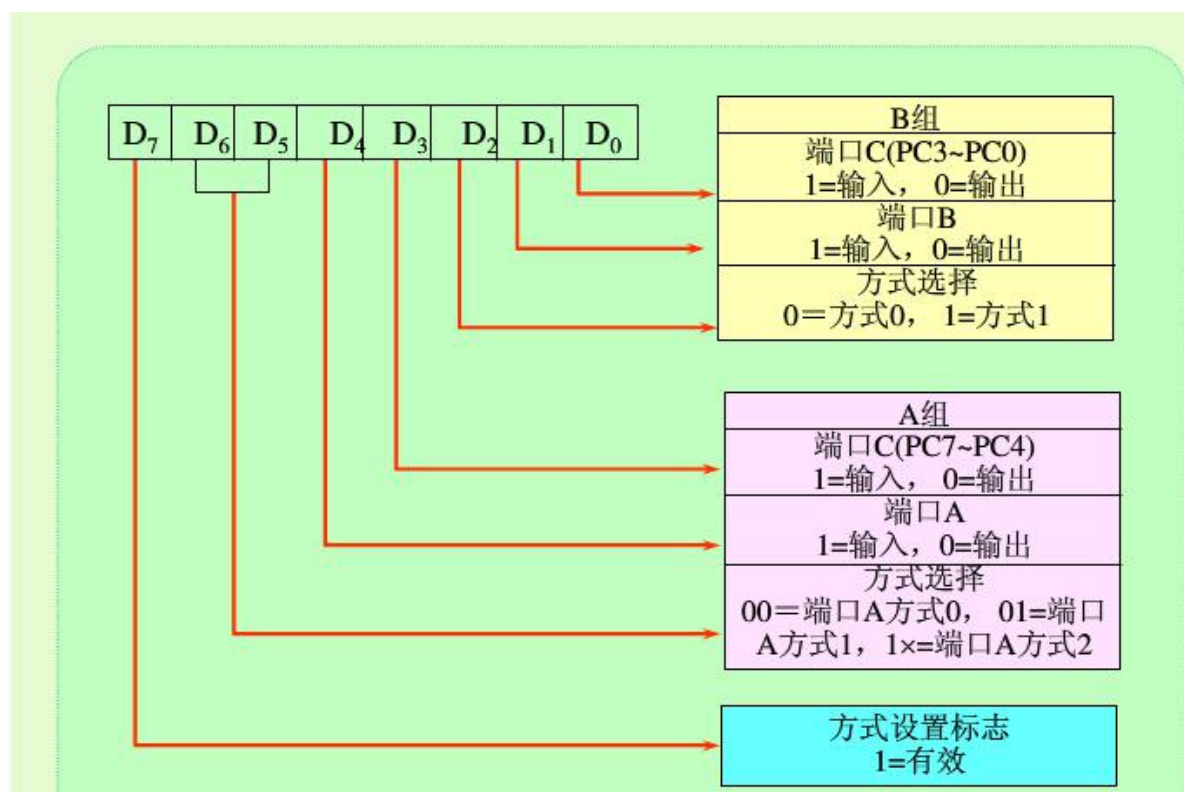 D7 D6 D5 D4 D3 D2 D1 D0
B组
端口C(PC3~PC0)
1=输入， 0=输出
端口B
1=输入，0=输出
方式选择
0＝方式0， 1=方式1
A组
端口C(PC7~PC4)
1=输入， 0=输出
端口A
1=输入，0=输出
方式选择
00＝端口A方式0， 01=端口
A方式1，1×=端口A方式2
方式设置标志
1=有效